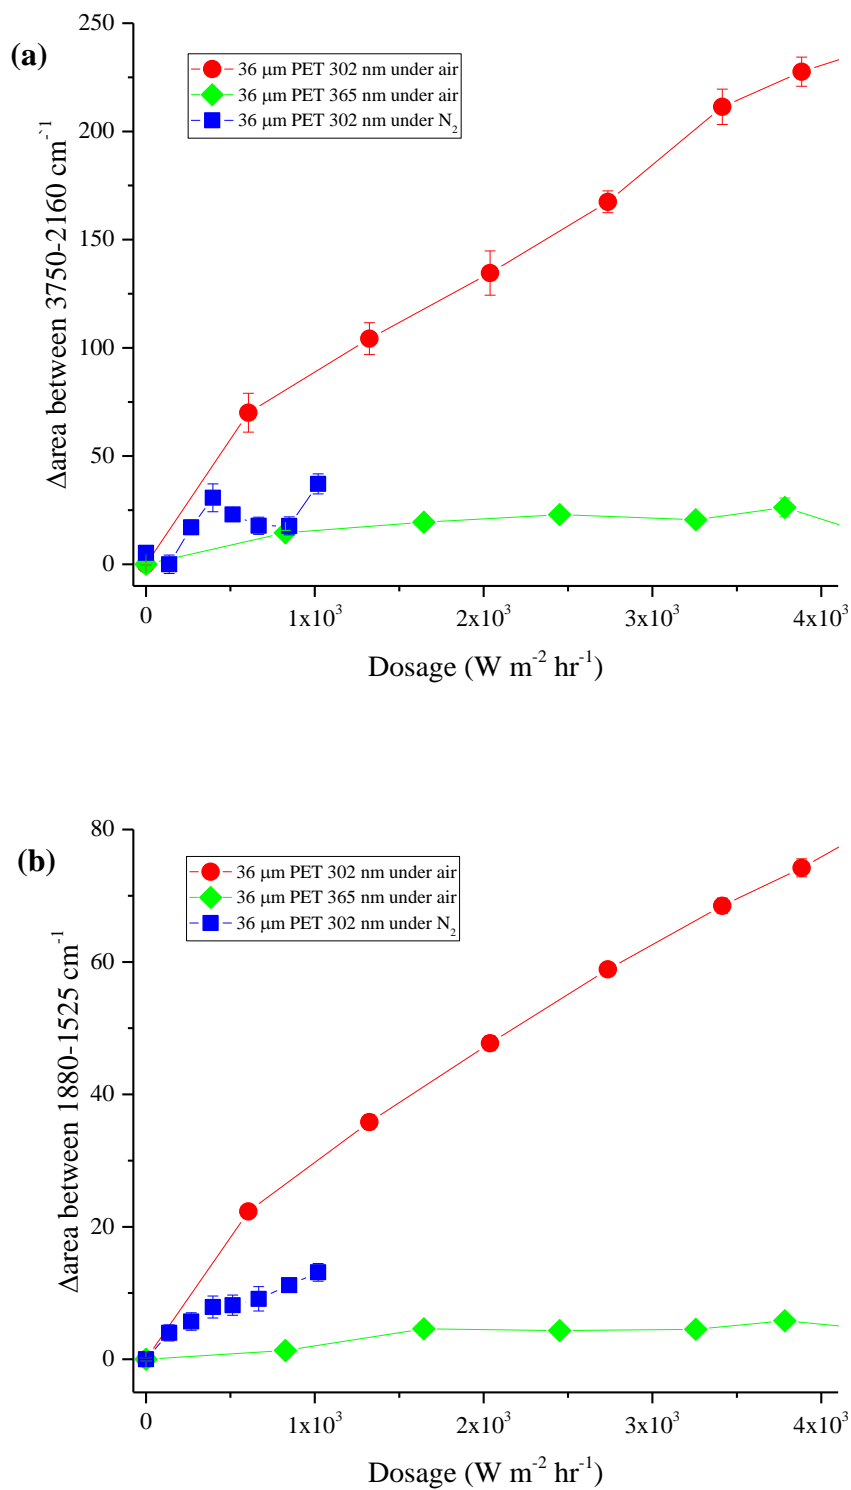 (a)
36 μm PET 302 nm under air
36 μm PET 365 nm under air
36 μm PET 302 nm under N₂
Δarea between 3750-2160 cm⁻`¹
250
200
150
100
50
0
0 1x10³ 2x10³ 3x10³ 4x10³
Dosage (W m⁻² hr⁻¹)
(b)
36 μm PET 302 nm under air
36 μm PET 365 nm under air
36 μm PET 302 nm under N₂
Δarea between 1880-1525 cm⁻¹
80
60
40
20
0
0 1x10³ 2x10³ 3x10³ 4x10³
Dosage (W m⁻² hr⁻¹)